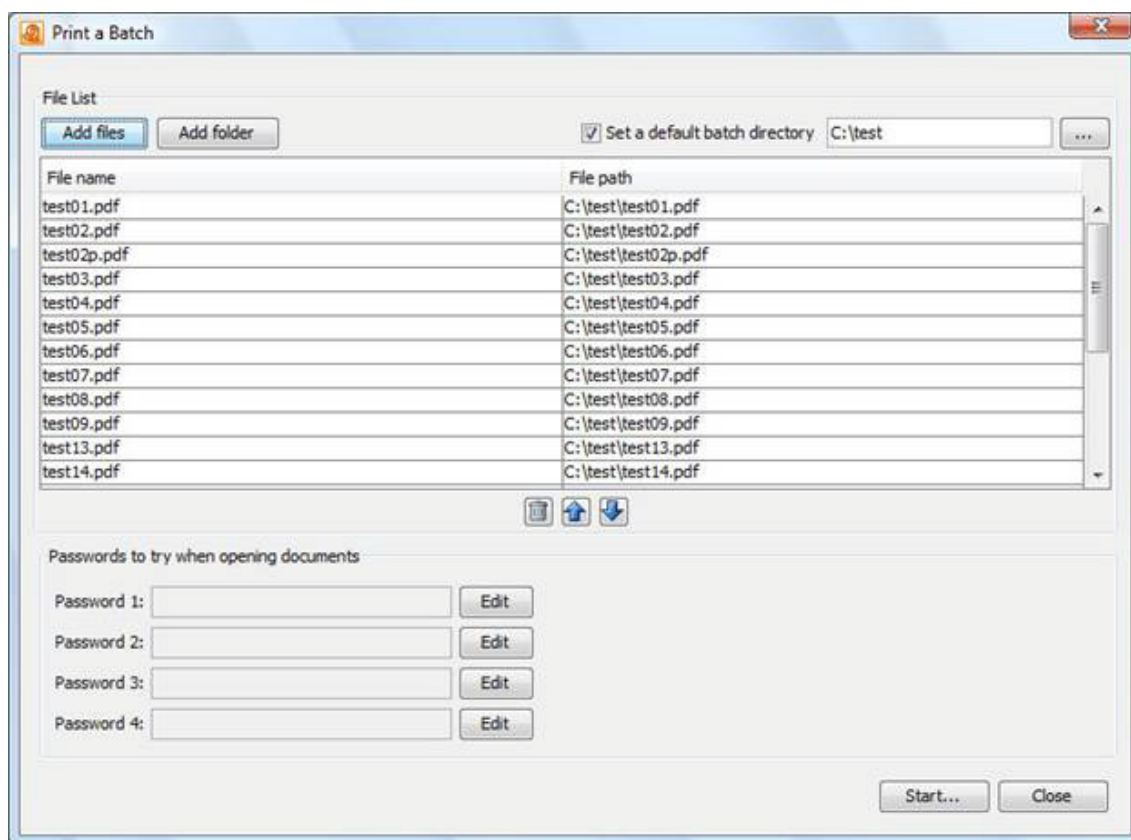 Print a Batch
File List
Add files Add folder Set a default batch directory C:\test ...
File name File path
test01.pdf C:\test\test01.pdf
test02.pdf C:\test\test02.pdf
test02p.pdf C:\test\test02p.pdf
test03.pdf C:\test\test03.pdf
test04.pdf C:\test\test04.pdf
test05.pdf C:\test\test05.pdf
test06.pdf C:\test\test06.pdf
test07.pdf C:\test\test07.pdf
test08.pdf C:\test\test08.pdf
test09.pdf C:\test\test09.pdf
test13.pdf C:\test\test13.pdf
test14.pdf C:\test\test14.pdf
Passwords to try when opening documents
Password 1: Edit
Password 2: Edit
Password 3: Edit
Password 4: Edit
Start... Close